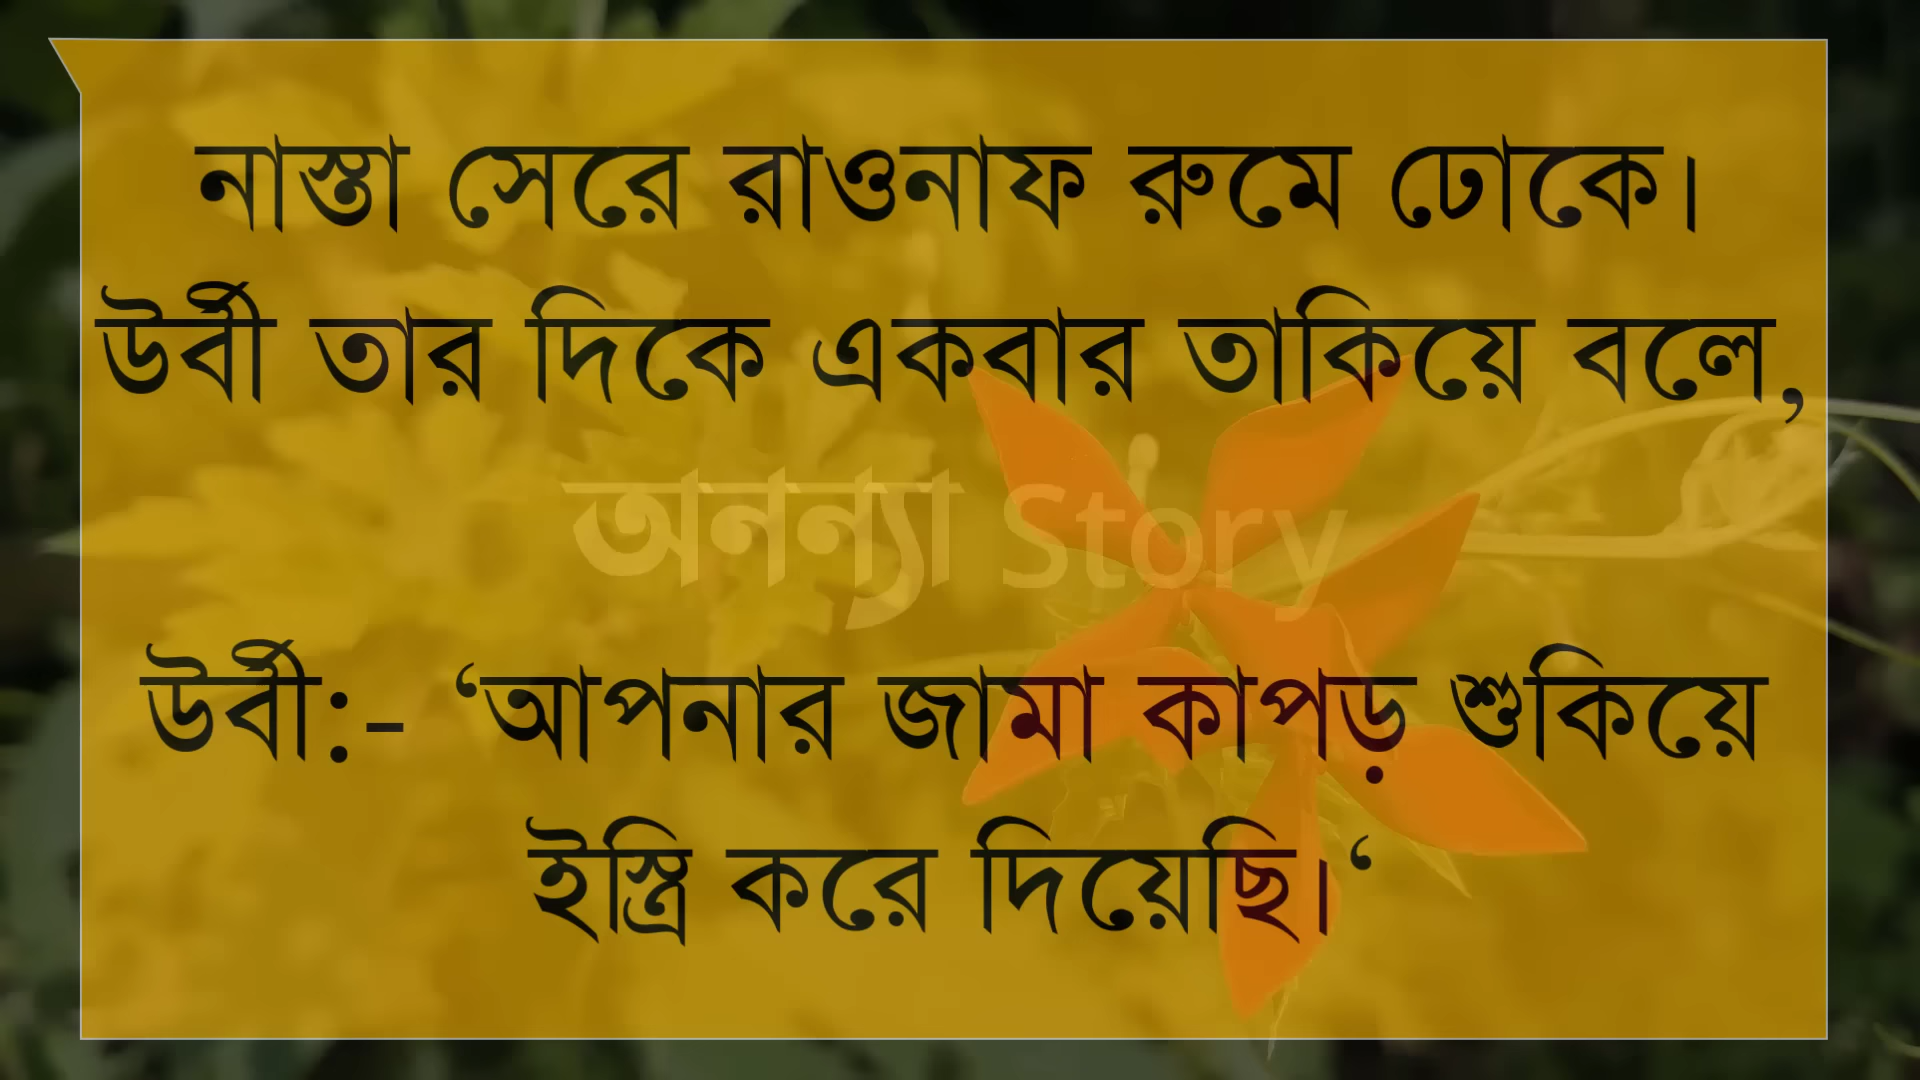 নাস্তা সেরে রাওনাফ রুমে ঢোকে।
উর্বী তার দিকে একবার তাকিয়ে বলে,
অনন্যা Story
উর্বী:- ‘আপনার জামা কাপড় শুকিয়ে
ইস্ত্রি করে দিয়েছি।‘